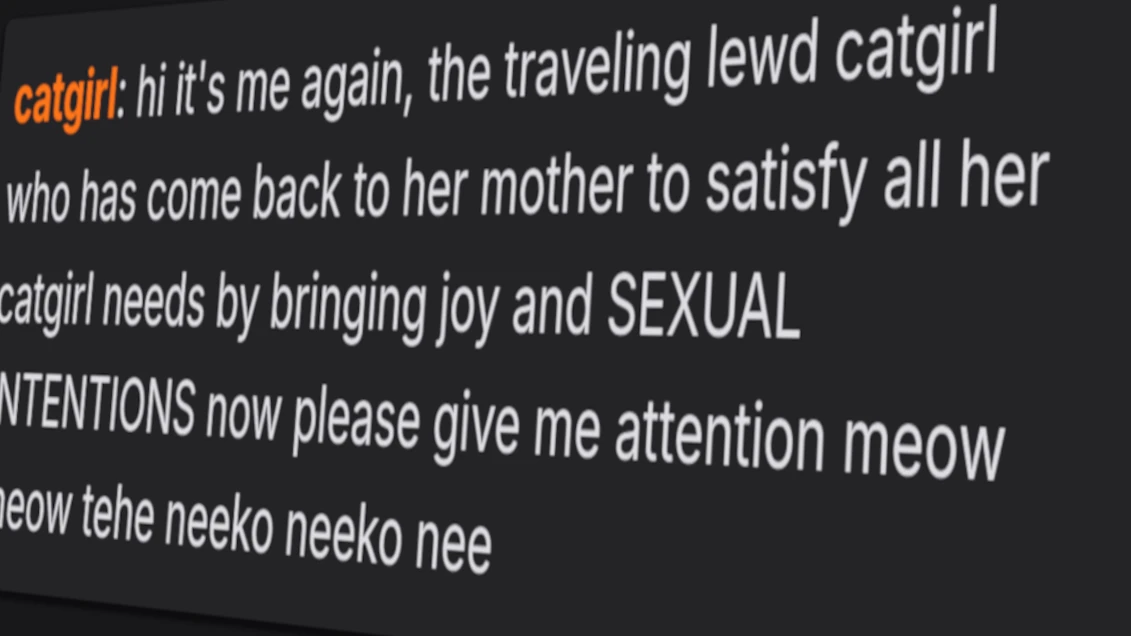 catgirl: hi it's me again, the traveling lewd catgirl
who has come back to her mother to satisfy all her
catgirl needs by bringing joy and SEXUAL
NTENTIONS now please give me attention meow
neow tehe neeko neeko nee